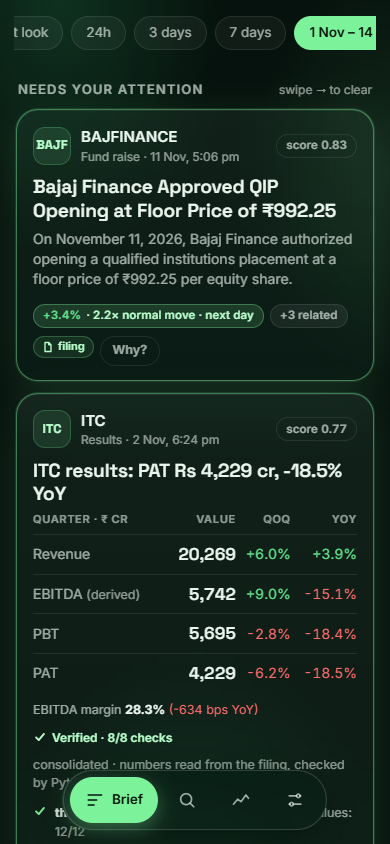 t look 24h 3 days 7 days 1 Nov – 14
NEEDS YOUR ATTENTION swipe → to clear
BAJF BAJFINANCE
Fund raise · 11 Nov, 5:06 pm score 0.83
Bajaj Finance Approved QIP
Opening at Floor Price of ₹992.25
On November 11, 2026, Bajaj Finance authorized
opening a qualified institutions placement at a
floor price of ₹992.25 per equity share.
+3.4% · 2.2× normal move · next day +3 related
filing Why?
ITC ITC
Results · 2 Nov, 6:24 pm score 0.77
ITC results: PAT Rs 4,229 cr, -18.5%
YoY
QUARTER · ₹ CR VALUE QOQ YOY
Revenue 20,269 +6.0% +3.9%
EBITDA (derived) 5,742 +9.0% -15.1%
PBT 5,695 -2.8% -18.4%
PAT 4,229 -6.2% -18.5%
EBITDA margin 28.3% (-634 bps YoY)
✓ Verified · 8/8 checks
consolidated · numbers read from the filing, checked
by Pyt
✓ th
12/12
Brief